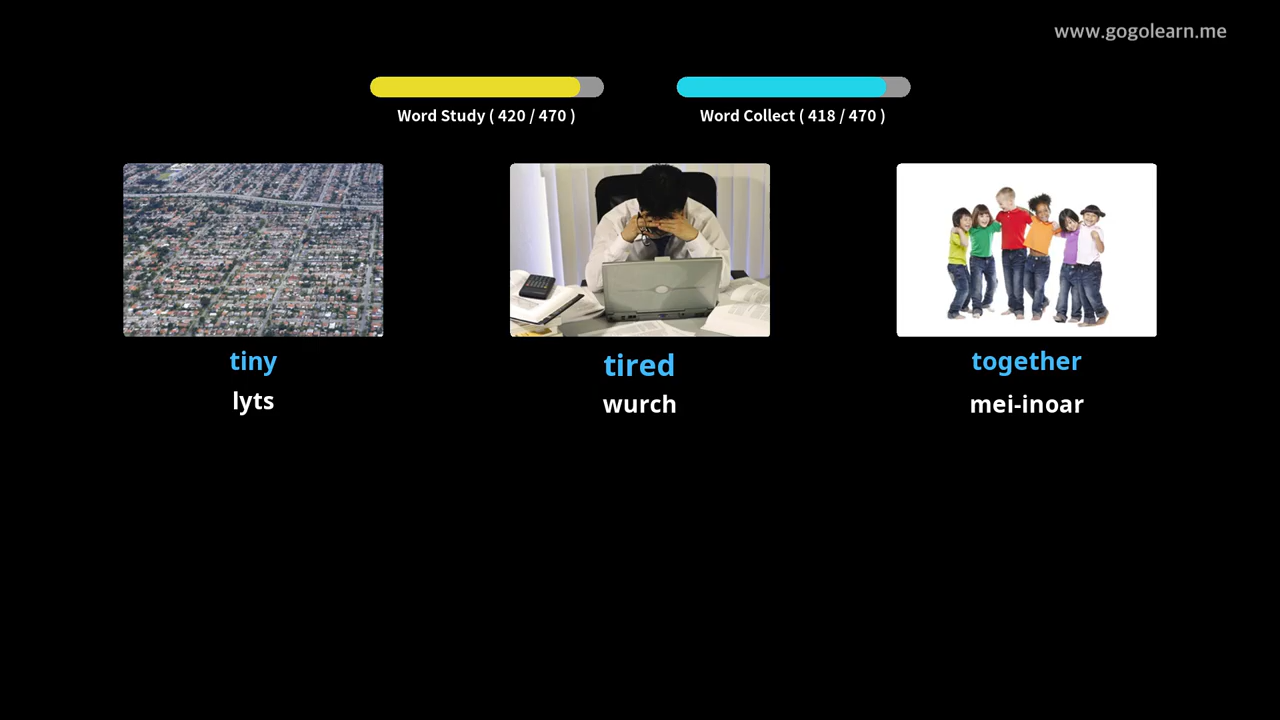 www.gogolearn.me
Word Study ( 420 / 470 )
Word Collect ( 418 / 470 )
tiny
lyts
tired
wurch
together
mei-inoar